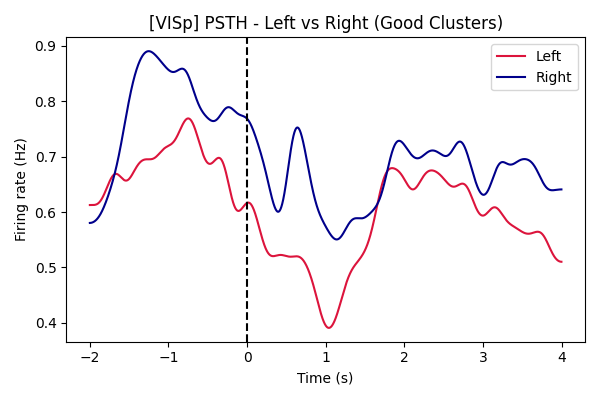 [VISp] PSTH - Left vs Right (Good Clusters)
Left
Right
Firing rate (Hz)
0.9
0.8
0.7
0.6
0.5
0.4
−2
−1
0
1
2
3
4
Time (s)